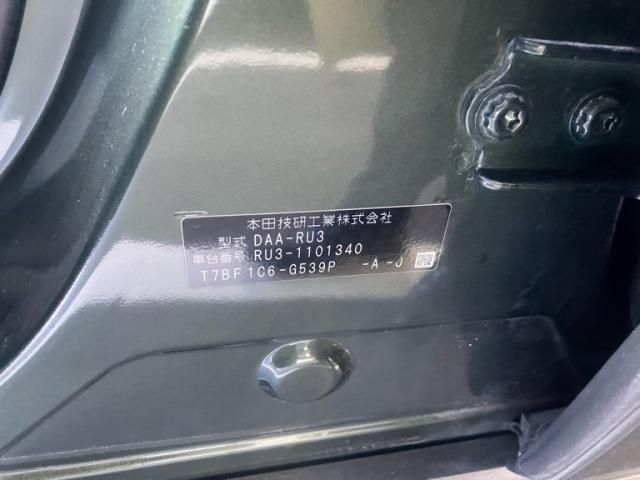 本田技研工業株式会社
型式 DAA-RU3
車台番号 RU3-1101340
T7BF1C6-G539P -A -J